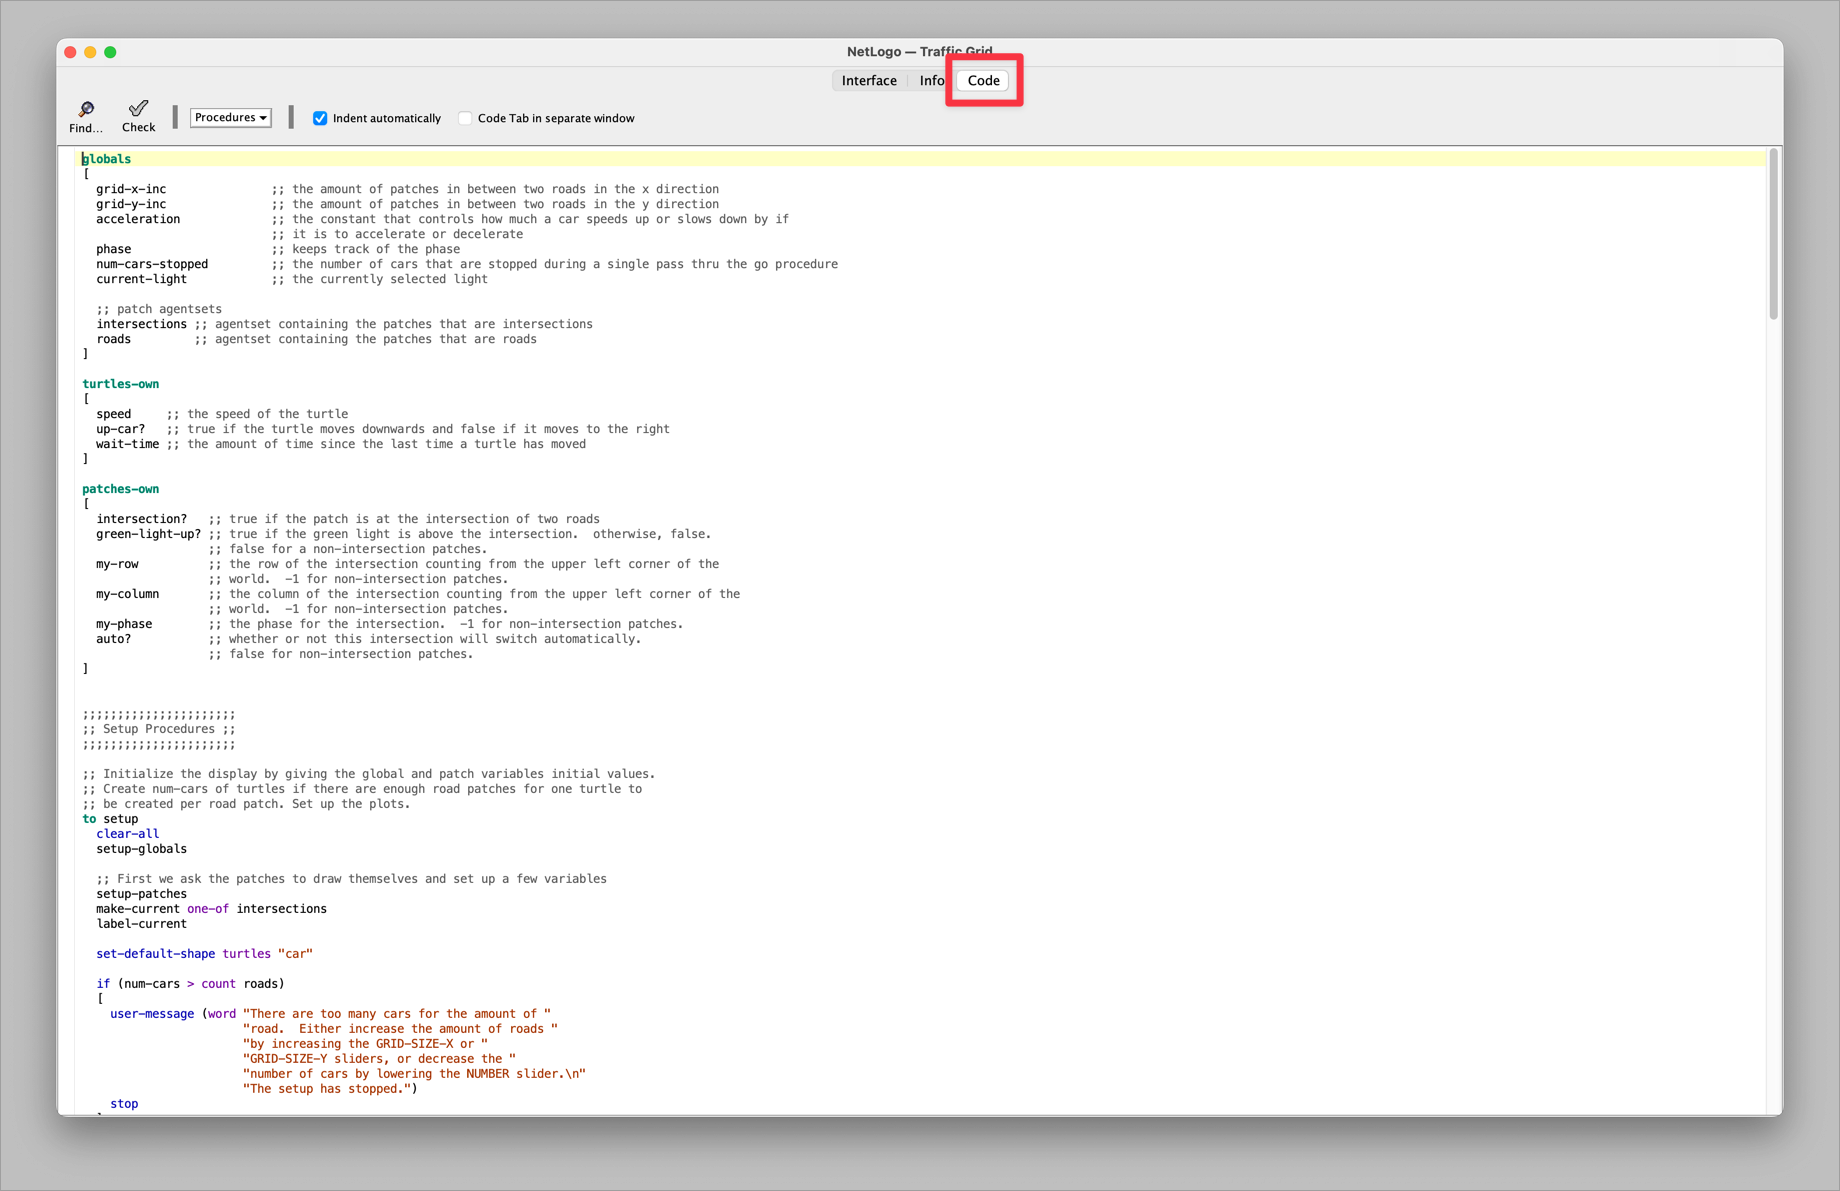 NetLogo — Traffic Grid
Interface Info Code
Find... Check Procedures Indent automatically Code Tab in separate window
globals
[
  grid-x-inc               ;; the amount of patches in between two roads in the x direction
  grid-y-inc               ;; the amount of patches in between two roads in the y direction
  acceleration             ;; the constant that controls how much a car speeds up or slows down by if
                           ;; it is to accelerate or decelerate
  phase                    ;; keeps track of the phase
  num-cars-stopped         ;; the number of cars that are stopped during a single pass thru the go procedure
  current-light            ;; the currently selected light
  ;; patch agentsets
  intersections ;; agentset containing the patches that are intersections
  roads         ;; agentset containing the patches that are roads
]
turtles-own
[
  speed     ;; the speed of the turtle
  up-car?   ;; true if the turtle moves downwards and false if it moves to the right
  wait-time ;; the amount of time since the last time a turtle has moved
]
patches-own
[
  intersection?   ;; true if the patch is at the intersection of two roads
  green-light-up? ;; true if the green light is above the intersection.  otherwise, false.
                  ;; false for a non-intersection patches.
  my-row          ;; the row of the intersection counting from the upper left corner of the
                  ;; world.  -1 for non-intersection patches.
  my-column       ;; the column of the intersection counting from the upper left corner of the
                  ;; world.  -1 for non-intersection patches.
  my-phase        ;; the phase for the intersection.  -1 for non-intersection patches.
  auto?           ;; whether or not this intersection will switch automatically.
                  ;; false for non-intersection patches.
]
;;;;;;;;;;;;;;;;;;;;;;
;; Setup Procedures ;;
;;;;;;;;;;;;;;;;;;;;;;
;; Initialize the display by giving the global and patch variables initial values.
;; Create num-cars of turtles if there are enough road patches for one turtle to
;; be created per road patch. Set up the plots.
to setup
  clear-all
  setup-globals
  ;; First we ask the patches to draw themselves and set up a few variables
  setup-patches
  make-current one-of intersections
  label-current
  set-default-shape turtles "car"
  if (num-cars > count roads)
  [
    user-message (word "There are too many cars for the amount of "
                       "road.  Either increase the amount of roads "
                       "by increasing the GRID-SIZE-X or "
                       "GRID-SIZE-Y sliders, or decrease the "
                       "number of cars by lowering the NUMBER slider.\n"
                       "The setup has stopped.")
    stop